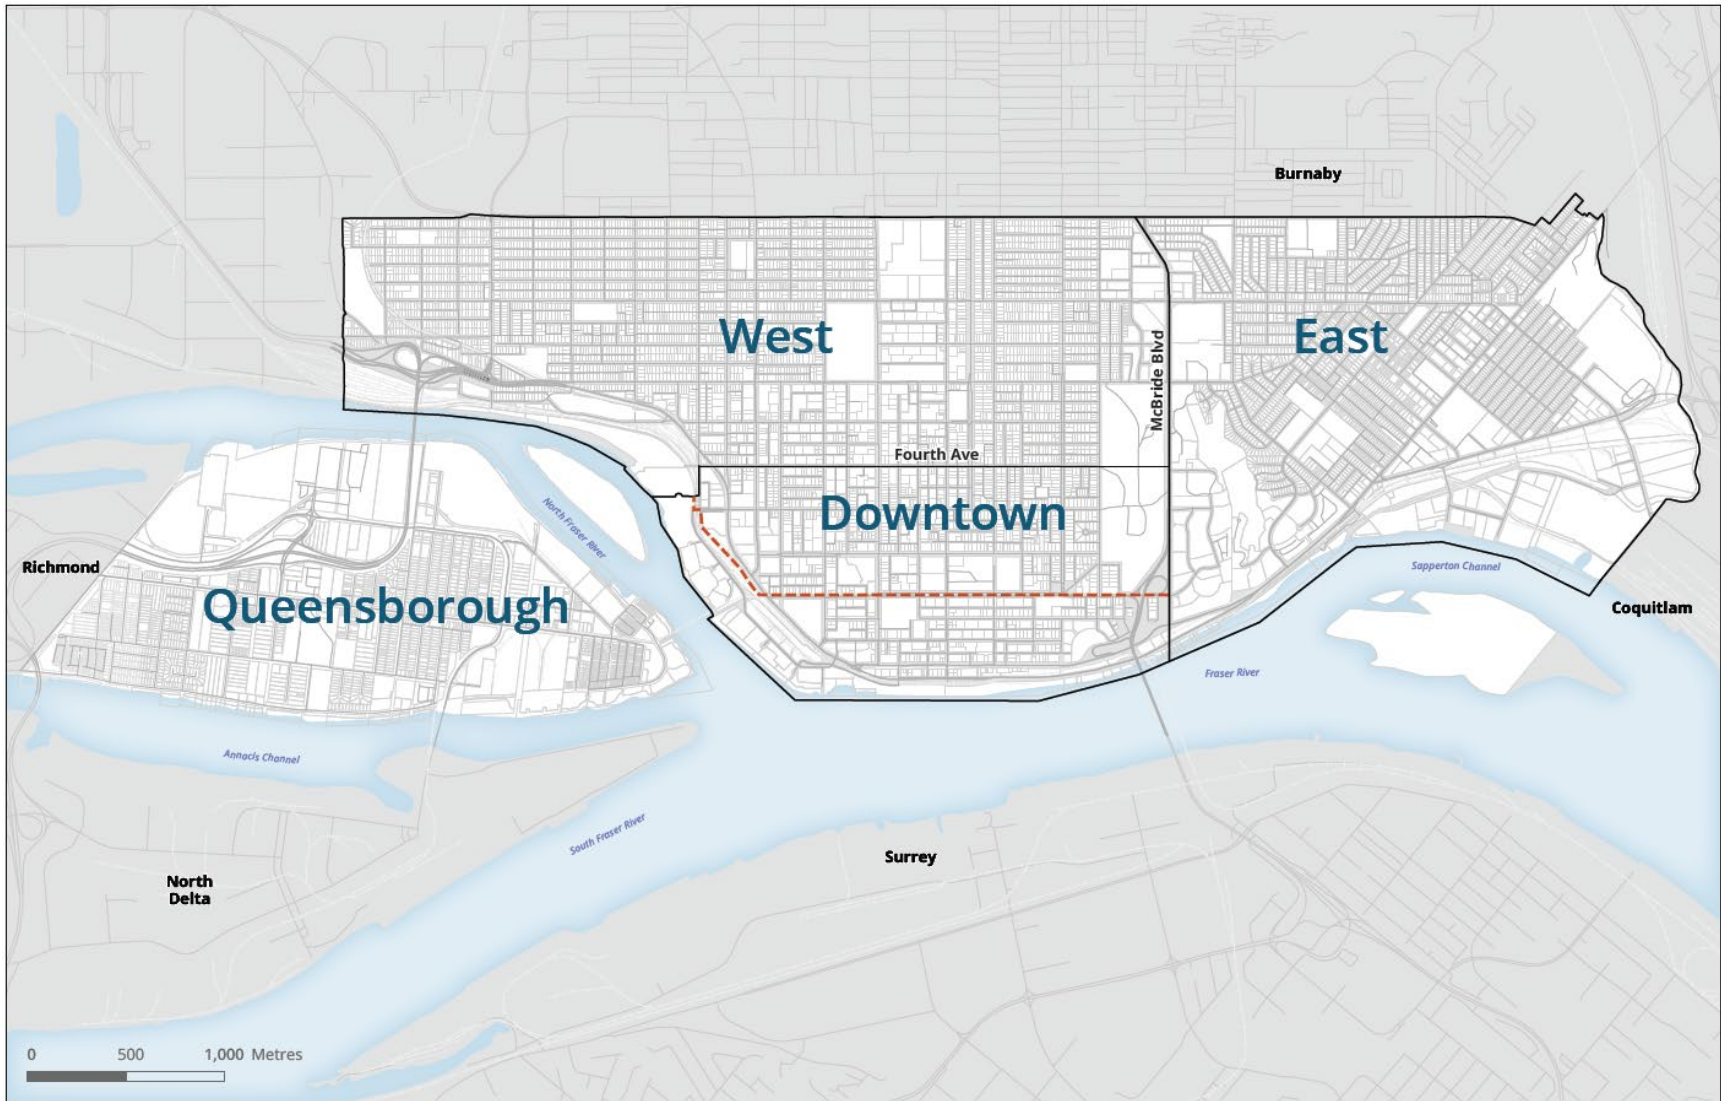 Burnaby
West
East
McBride Blvd
Fourth Ave
Downtown
North Fraser River
Richmond
Sapperton Channel
Queensborough
Coquitlam
Fraser River
Annacis Channel
South Fraser River
Surrey
North
Delta
0 500 1,000 Metres